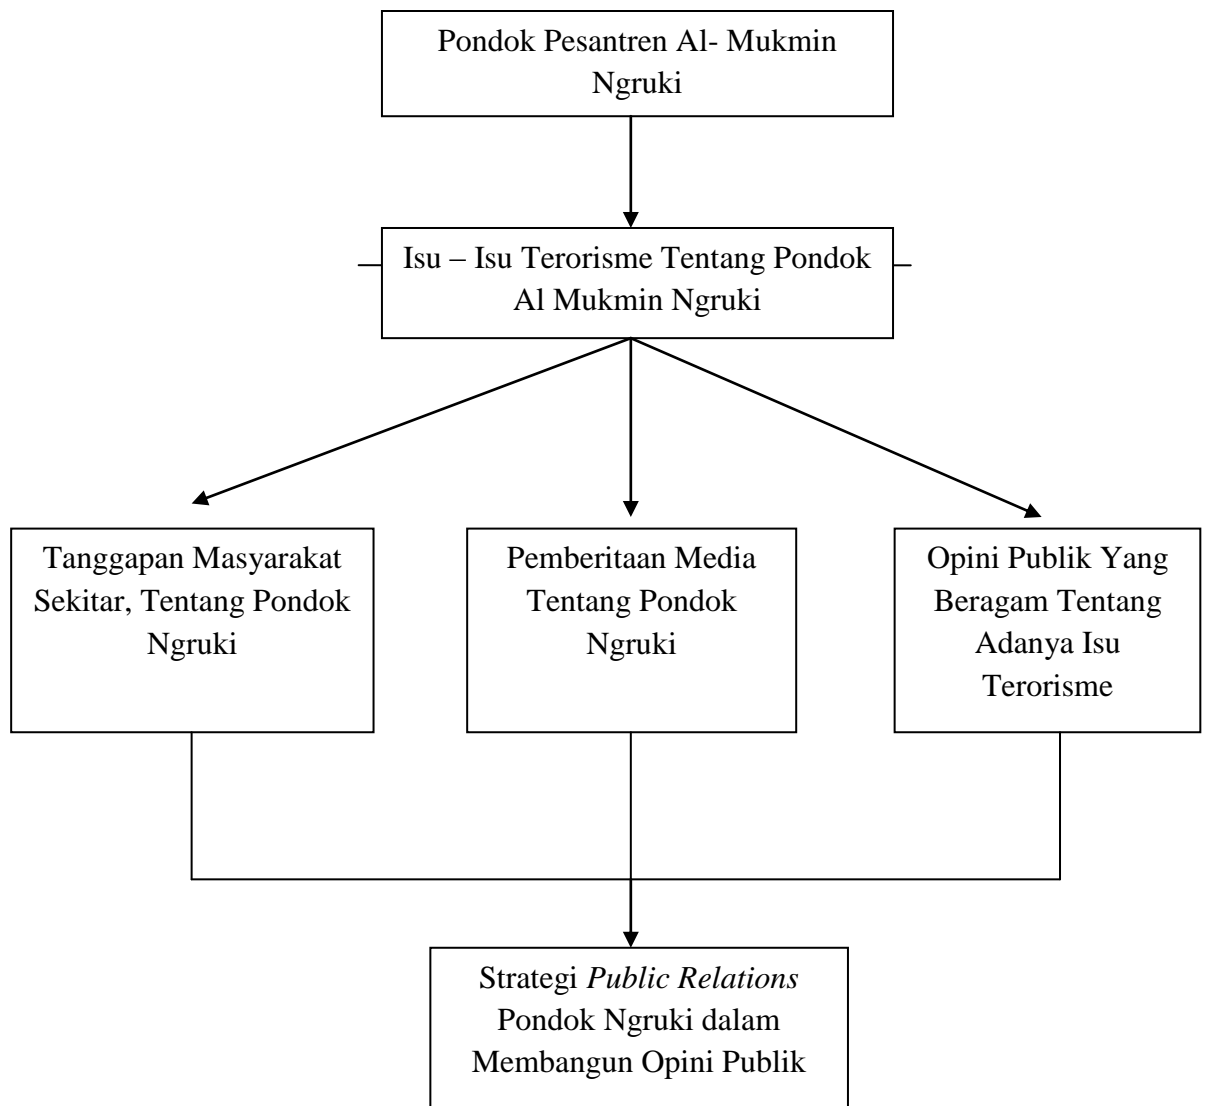 Pondok Pesantren Al- Mukmin
Ngruki
Isu – Isu Terorisme Tentang Pondok
Al Mukmin Ngruki
Tanggapan Masyarakat
Sekitar, Tentang Pondok
Ngruki
Pemberitaan Media
Tentang Pondok
Ngruki
Opini Publik Yang
Beragam Tentang
Adanya Isu
Terorisme
Strategi Public Relations
Pondok Ngruki dalam
Membangun Opini Publik